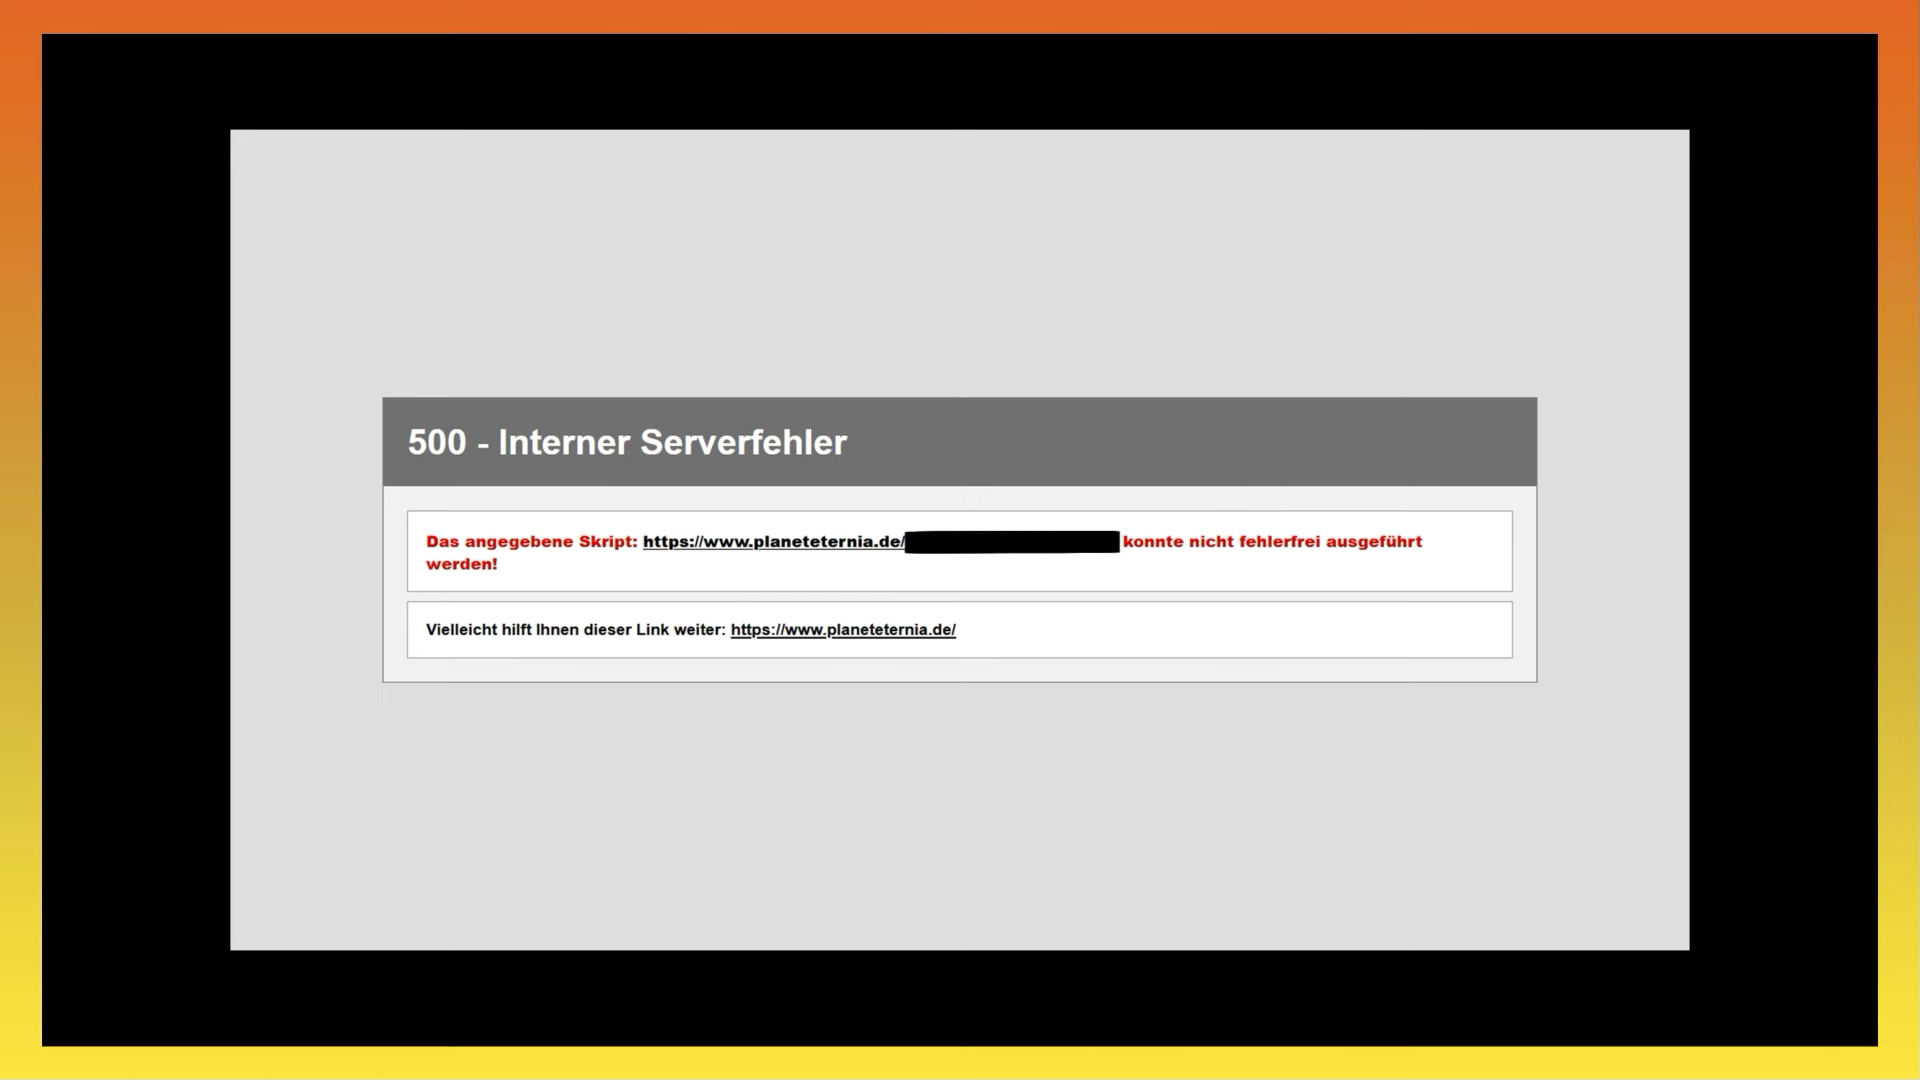 500 - Interner Serverfehler
Das angegebene Skript: https://www.planeteternia.de/ konnte nicht fehlerfrei ausgeführt
werden!
Vielleicht hilft Ihnen dieser Link weiter: https://www.planeteternia.de/